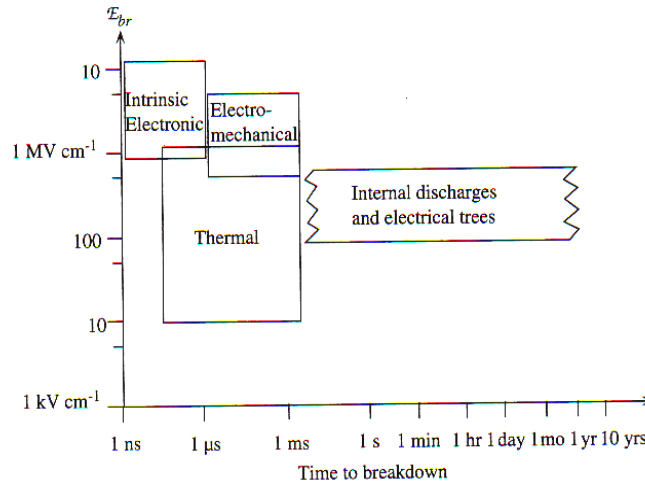 ℰbr
10
1 MV cm⁻¹
100
10
1 kV cm⁻¹
Intrinsic
Electronic
Electro-
mechanical
Thermal
Internal discharges
and electrical trees
1 ns 1 μs 1 ms 1 s 1 min 1 hr 1 day 1 mo 1 yr 10 yrs
Time to breakdown